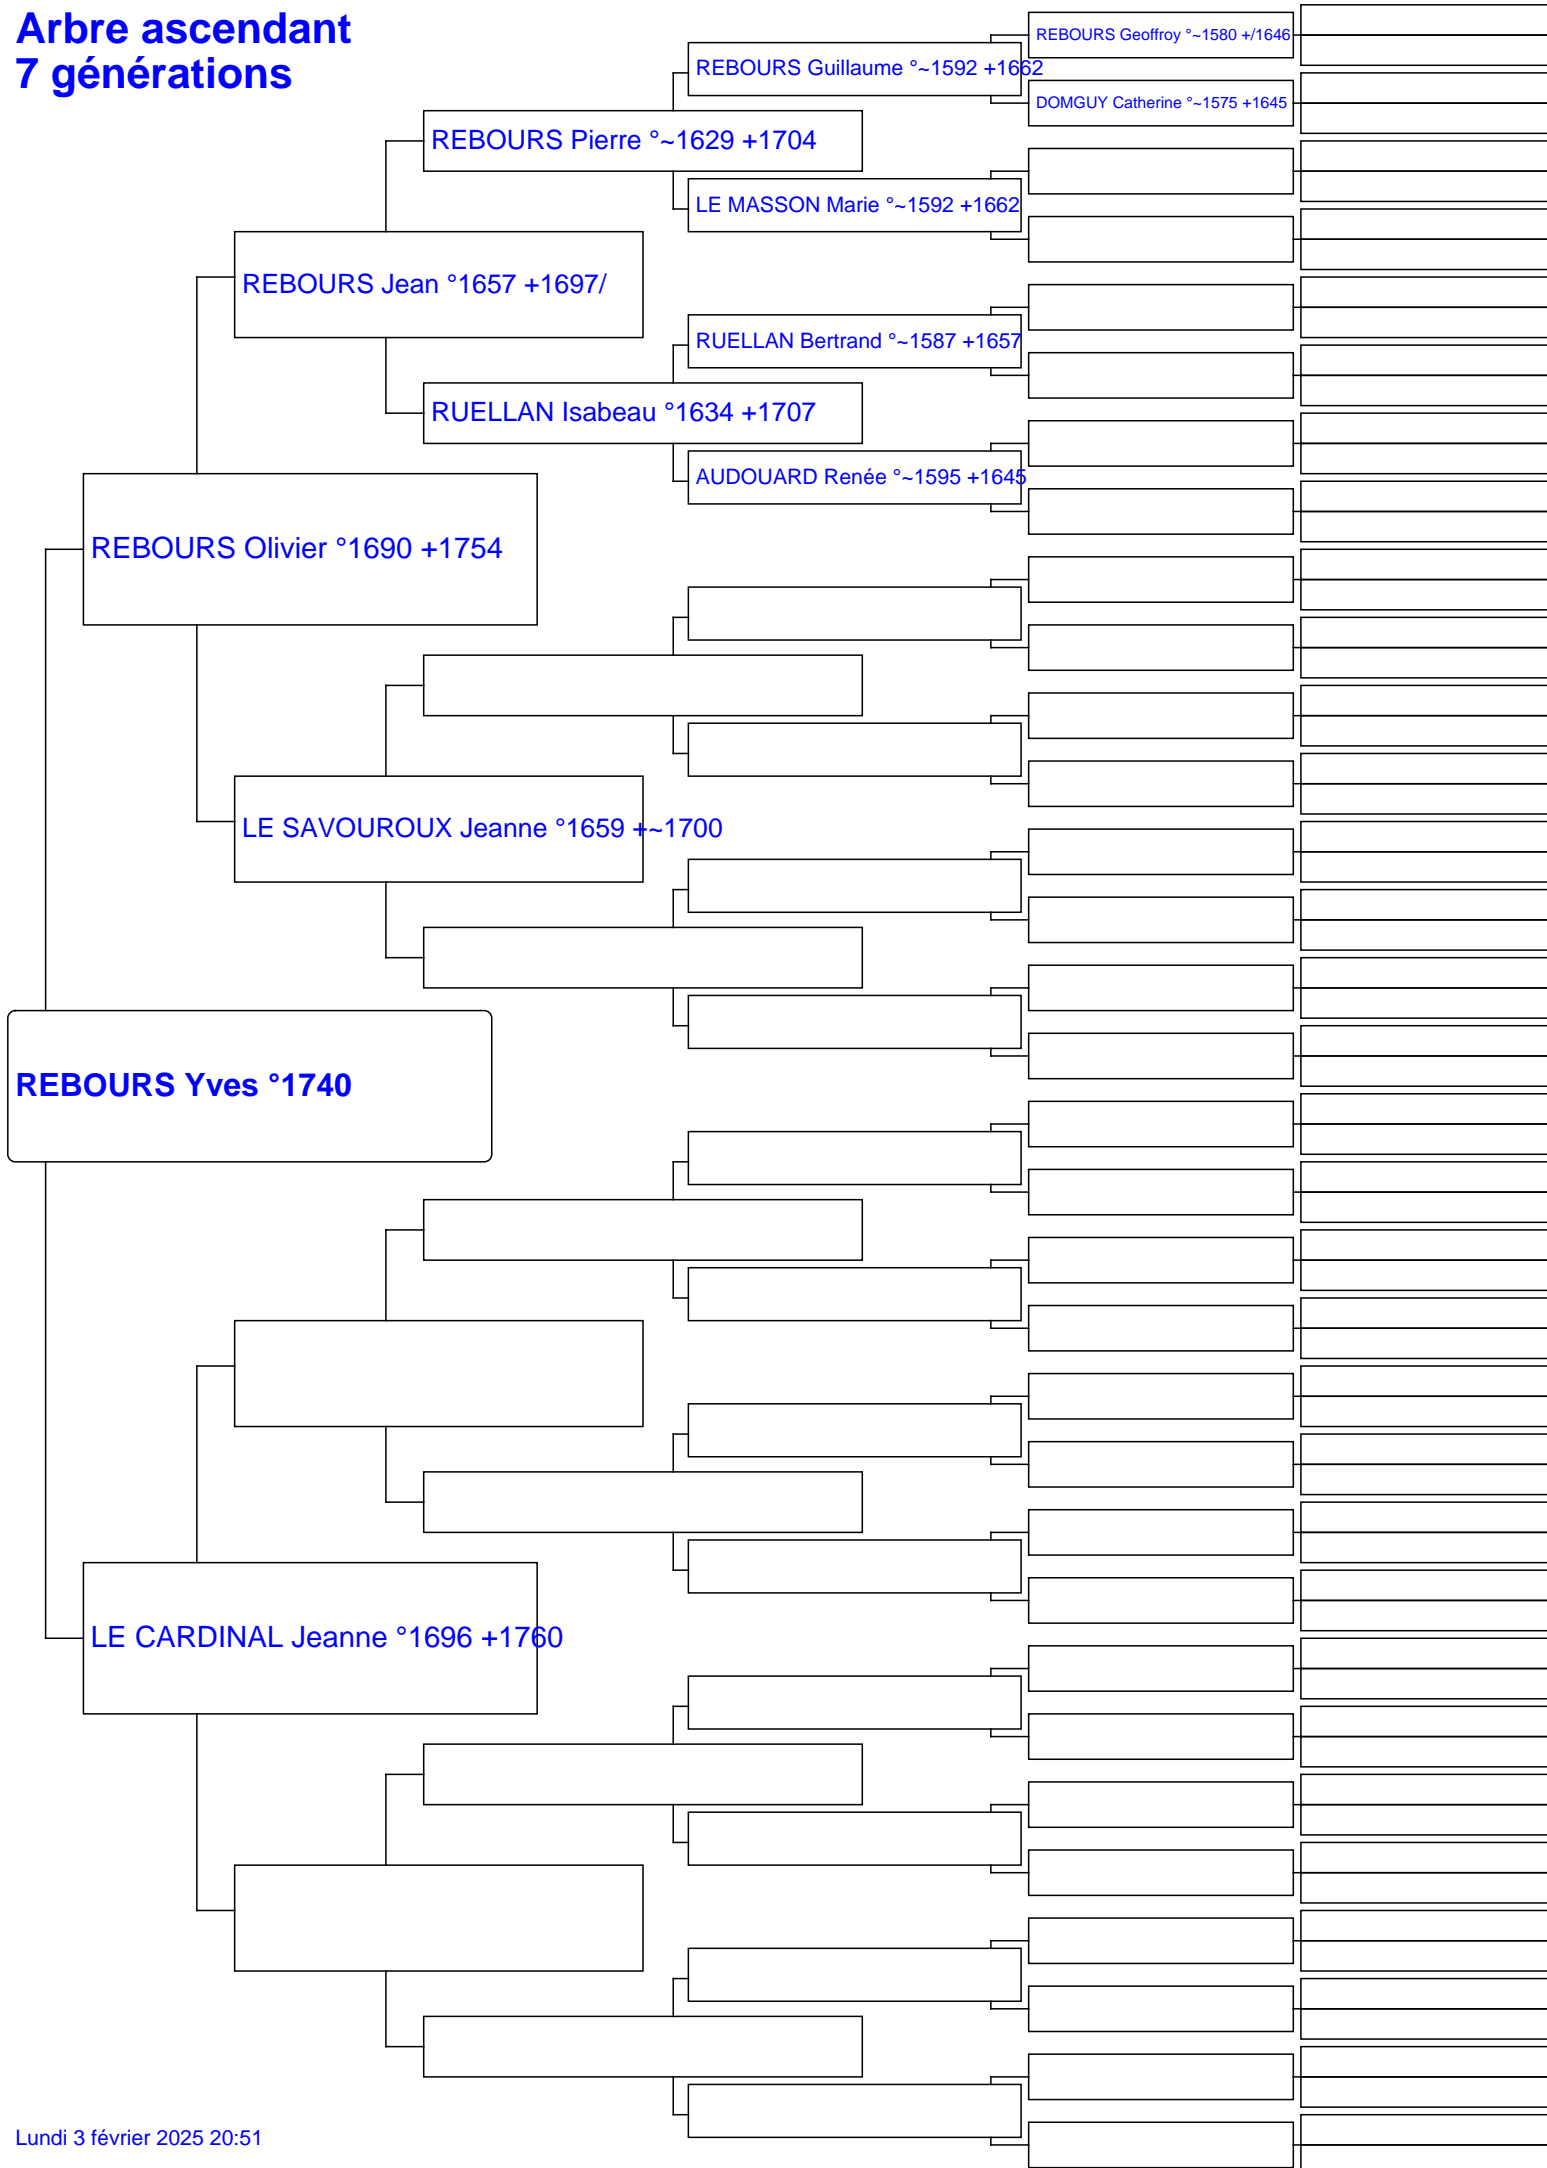 Arbre ascendant
7 générations
REBOURS Geoffroy °~1580 +/1646
REBOURS Guillaume °~1592 +1662
DOMGUY Catherine °~1575 +1645
REBOURS Pierre °~1629 +1704
LE MASSON Marie °~1592 +1662
REBOURS Jean °1657 +1697/
RUELLAN Bertrand °~1587 +1657
RUELLAN Isabeau °1634 +1707
AUDOUARD Renée °~1595 +1645
REBOURS Olivier °1690 +1754
LE SAVOUROUX Jeanne °1659 +~1700
REBOURS Yves °1740
LE CARDINAL Jeanne °1696 +1760
Lundi 3 février 2025 20:51